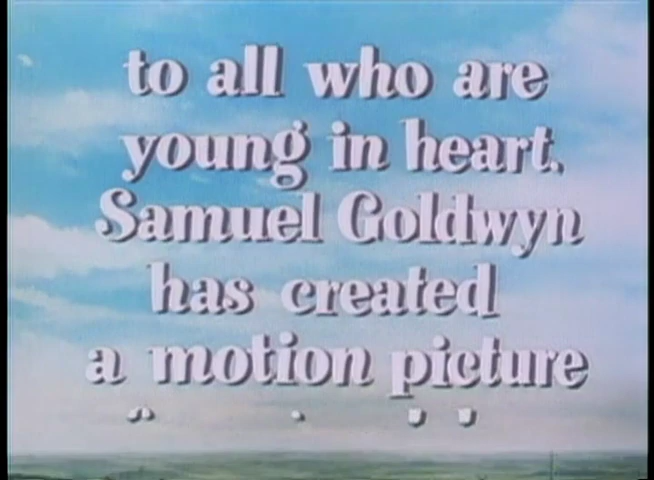 to all who are
young in heart.
Samuel Goldwyn
has created
a motion picture